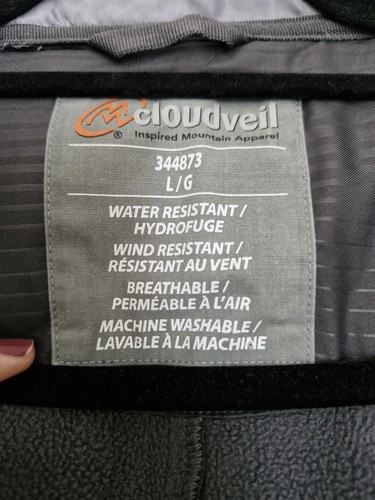 cloudveil
® Inspired Mountain Apparel
344873
L/G
WATER RESISTANT/
HYDROFUGE
WIND RESISTANT/
RÉSISTANT AU VENT
BREATHABLE/
PERMÉABLE À L'AIR
MACHINE WASHABLE/
LAVABLE À LA MACHINE